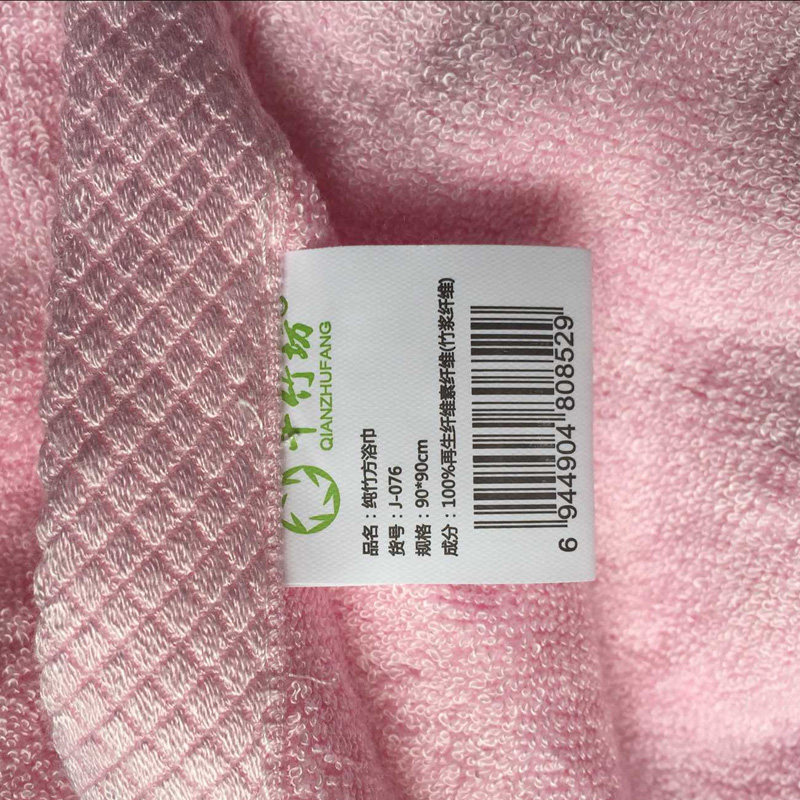 千竹坊
QIANZHUFANG
品名：纯竹方浴巾
货号：J-076
规格：90*90cm
成分：100%再生纤维素纤维(竹浆纤维)
6 944904 808529